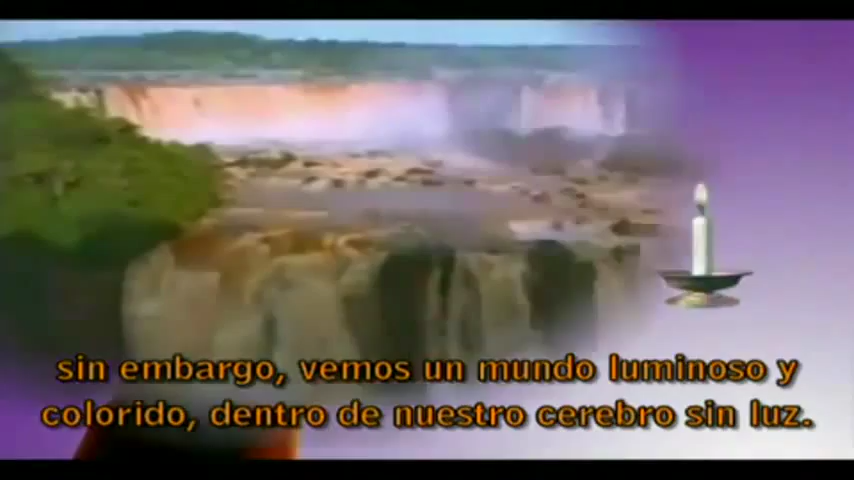 sin embargo, vemos un mundo luminoso y
colorido, dentro de nuestro cerebro sin luz.